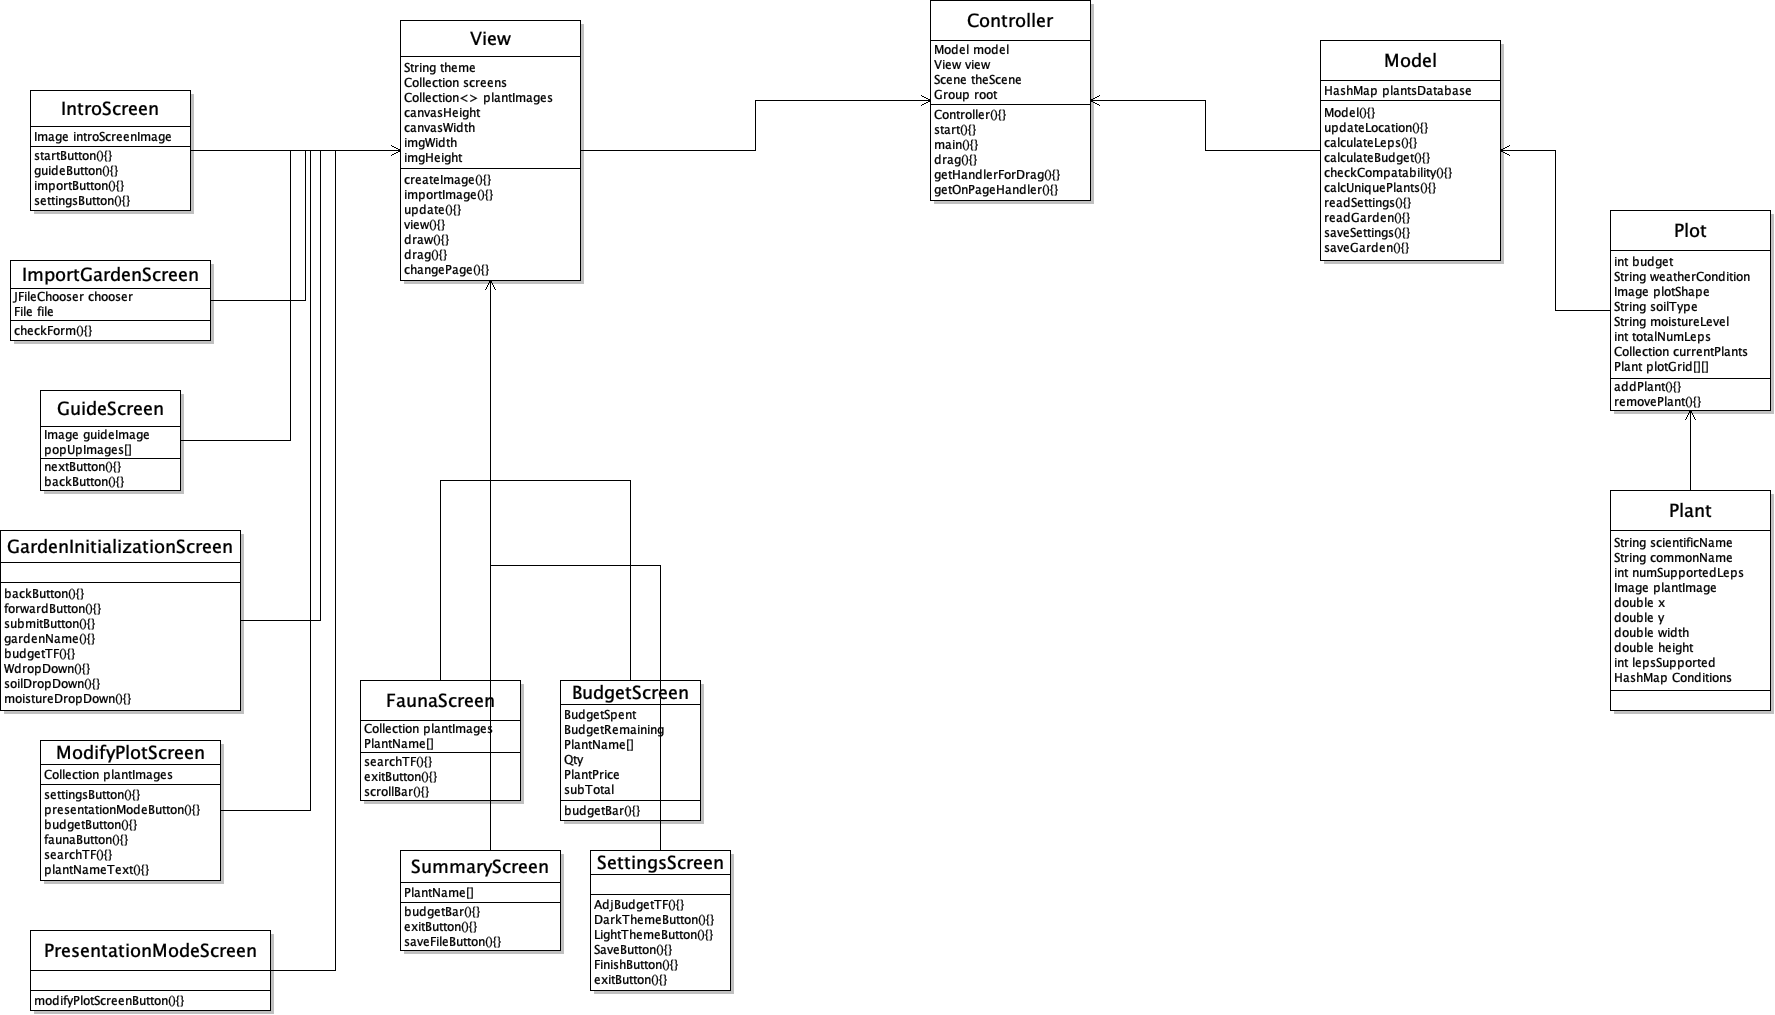 View
String theme
Collection screens
Collection<> plantImages
canvasHeight
canvasWidth
imgWidth
imgHeight
createImage(){}
importImage(){}
update(){}
view(){}
draw(){}
drag(){}
changePage(){}
Controller
Model model
View view
Scene theScene
Group root
Controller(){}
start(){}
main(){}
drag(){}
getHandlerForDrag(){}
getOnPageHandler(){}
Model
HashMap plantsDatabase
Model(){}
updateLocation(){}
calculateLeps(){}
calculateBudget(){}
checkCompatability(){}
calcUniquePlants(){}
readSettings(){}
readGarden(){}
saveSettings(){}
saveGarden(){}
Plot
int budget
String weatherCondition
Image plotShape
String soilType
String moistureLevel
int totalNumLeps
Collection currentPlants
Plant plotGrid[][]
addPlant(){}
removePlant(){}
Plant
String scientificName
String commonName
int numSupportedLeps
Image plantImage
double x
double y
double width
double height
int lepsSupported
HashMap Conditions
IntroScreen
Image introScreenImage
startButton(){}
guideButton(){}
importButton(){}
settingsButton(){}
ImportGardenScreen
JFileChooser chooser
File file
checkForm(){}
GuideScreen
Image guideImage
popUpImages[]
nextButton(){}
backButton(){}
GardenInitializationScreen
backButton(){}
forwardButton(){}
submitButton(){}
gardenName(){}
budgetTF(){}
WdropDown(){}
soilDropDown(){}
moistureDropDown(){}
ModifyPlotScreen
Collection plantImages
settingsButton(){}
presentationModeButton(){}
budgetButton(){}
faunaButton(){}
searchTF(){}
plantNameText(){}
PresentationModeScreen
modifyPlotScreenButton(){}
FaunaScreen
Collection plantImages
PlantName[]
searchTF(){}
exitButton(){}
scrollBar(){}
BudgetScreen
BudgetSpent
BudgetRemaining
PlantName[]
Qty
PlantPrice
subTotal
budgetBar(){}
SummaryScreen
PlantName[]
budgetBar(){}
exitButton(){}
saveFileButton(){}
SettingsScreen
AdjBudgetTF(){}
DarkThemeButton(){}
LightThemeButton(){}
SaveButton(){}
FinishButton(){}
exitButton(){}